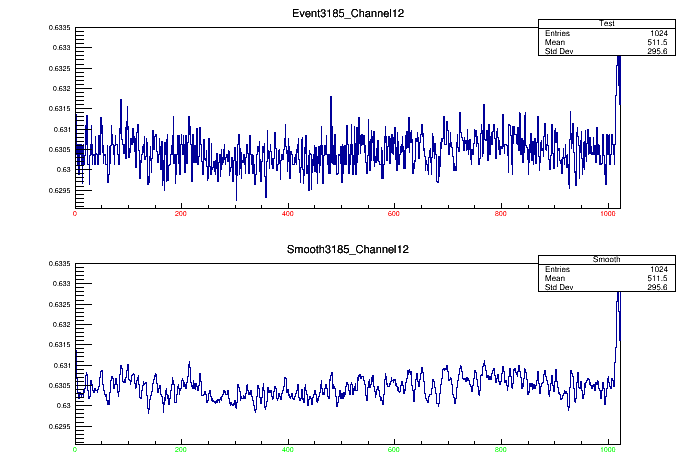 Event3185_Channel12
Test
Entries 1024
Mean 511.5
Std Dev 295.6
0.6335
0.633
0.6325
0.632
0.6315
0.631
0.6305
0.63
0.6295
0 200 400 600 800 1000
Smooth3185_Channel12
Smooth
Entries 1024
Mean 511.5
Std Dev 295.6
0.6335
0.633
0.6325
0.632
0.6315
0.631
0.6305
0.63
0.6295
0 200 400 600 800 1000